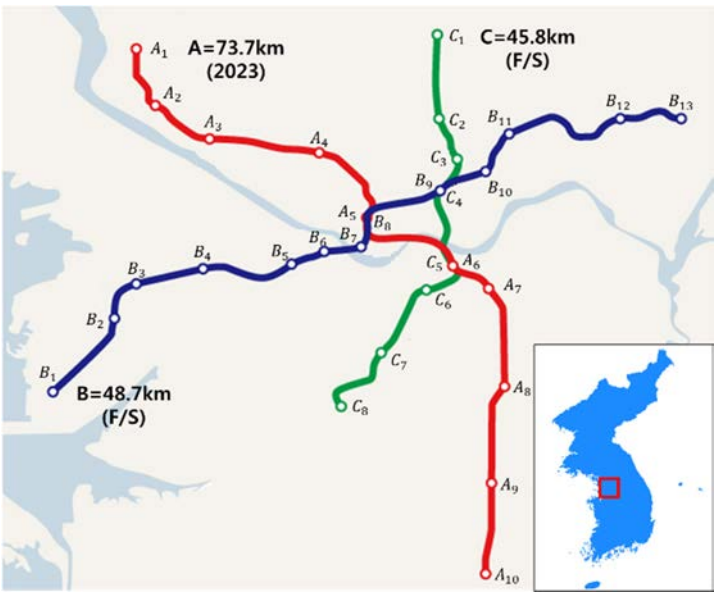 A₁
A=73.7km
(2023)
A₂
A₃
A₄
A₅
A₆
A₇
A₈
A₉
A₁₀
B₁
B=48.7km
(F/S)
B₂
B₃
B₄
B₅
B₆
B₇
B₈
B₉
B₁₀
B₁₁
B₁₂
B₁₃
C₁
C=45.8km
(F/S)
C₂
C₃
C₄
C₅
C₆
C₇
C₈